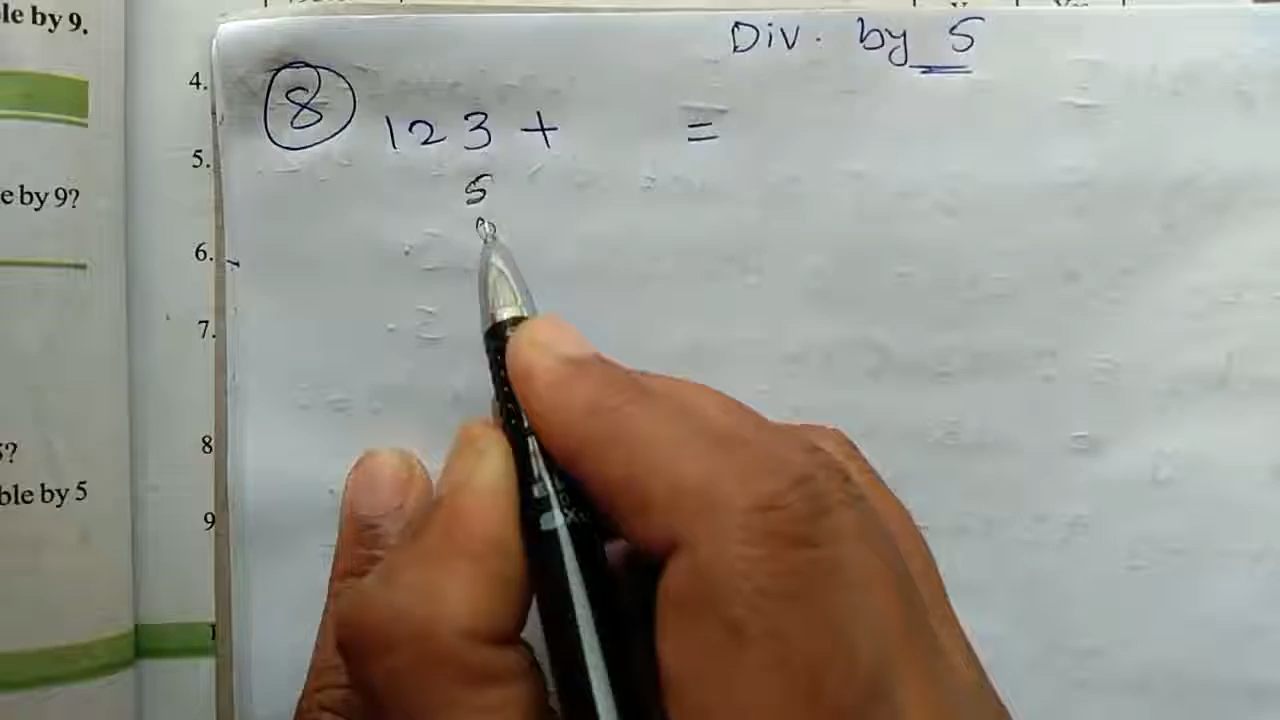 le by 9.
Div. by 5
4.
8 123 + =
5.
e by 9?
5
0
6.
7.
8
?
ble by 5
9